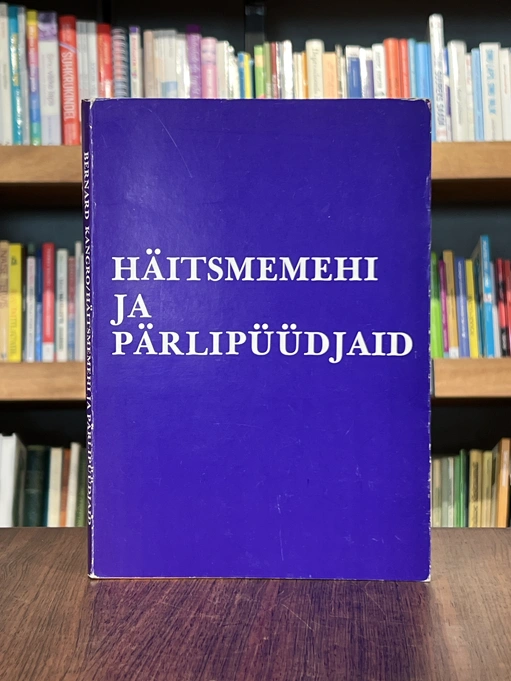 HÄITSMEMEHI
JA
PÄRLIPÜÜDJAID
BERNARD KANGRO/HÄITSMEMEHI JA PÄRLIPÜÜDJAID